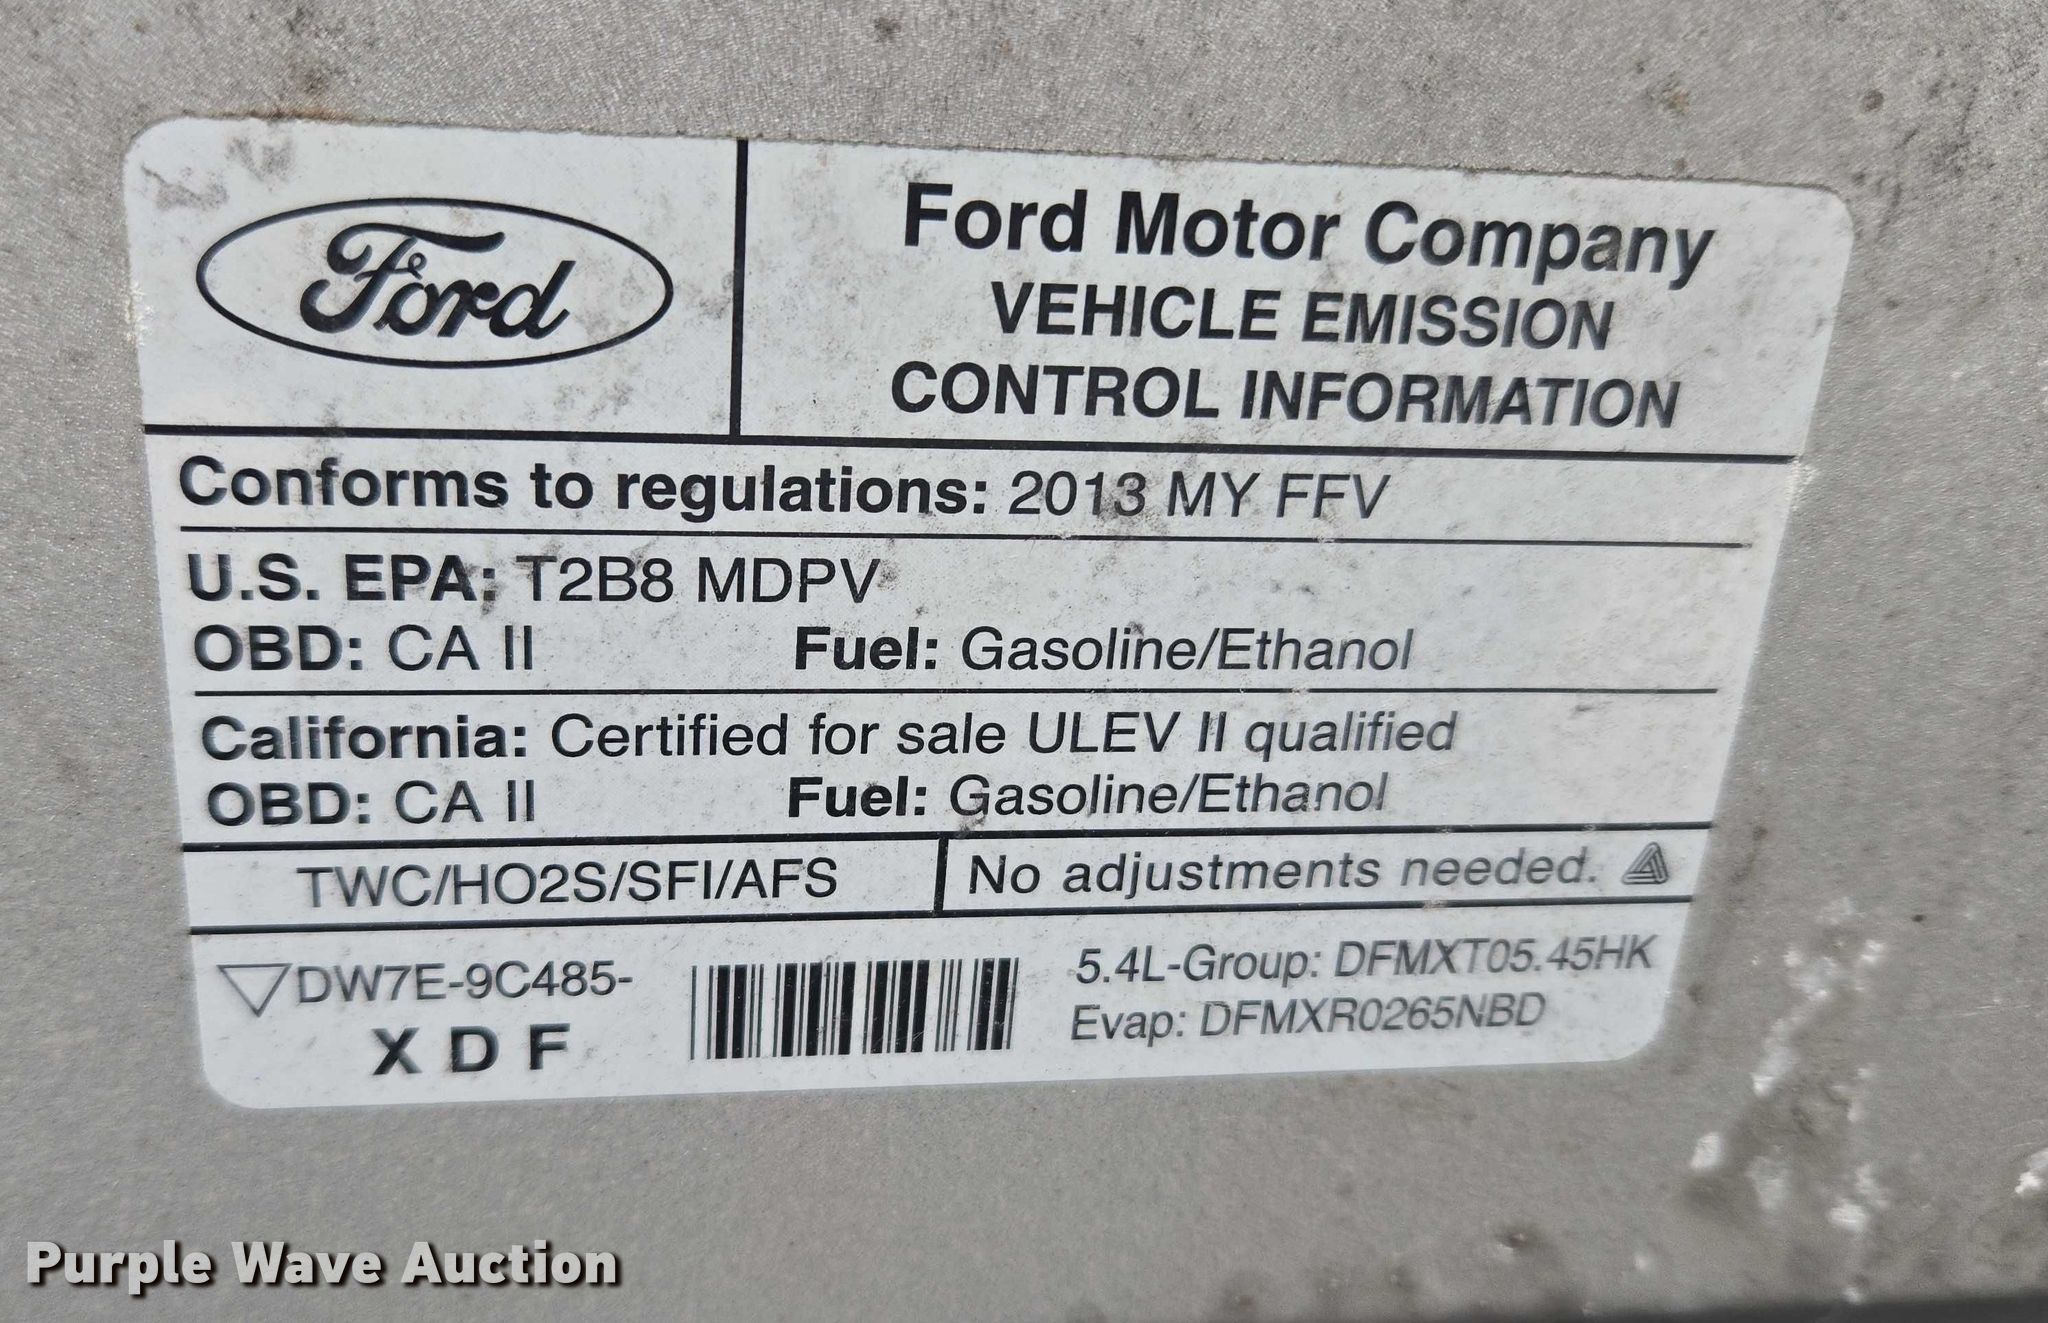 Ford
Ford Motor Company
VEHICLE EMISSION
CONTROL INFORMATION
Conforms to regulations: 2013 MY FFV
U.S. EPA: T2B8 MDPV
OBD: CA II Fuel: Gasoline/Ethanol
California: Certified for sale ULEV II qualified
OBD: CA II Fuel: Gasoline/Ethanol
TWC/HO2S/SFI/AFS No adjustments needed.
DW7E-9C485-
X D F
5.4L-Group: DFMXT05.45HK
Evap: DFMXR0265NBD
Purple Wave Auction